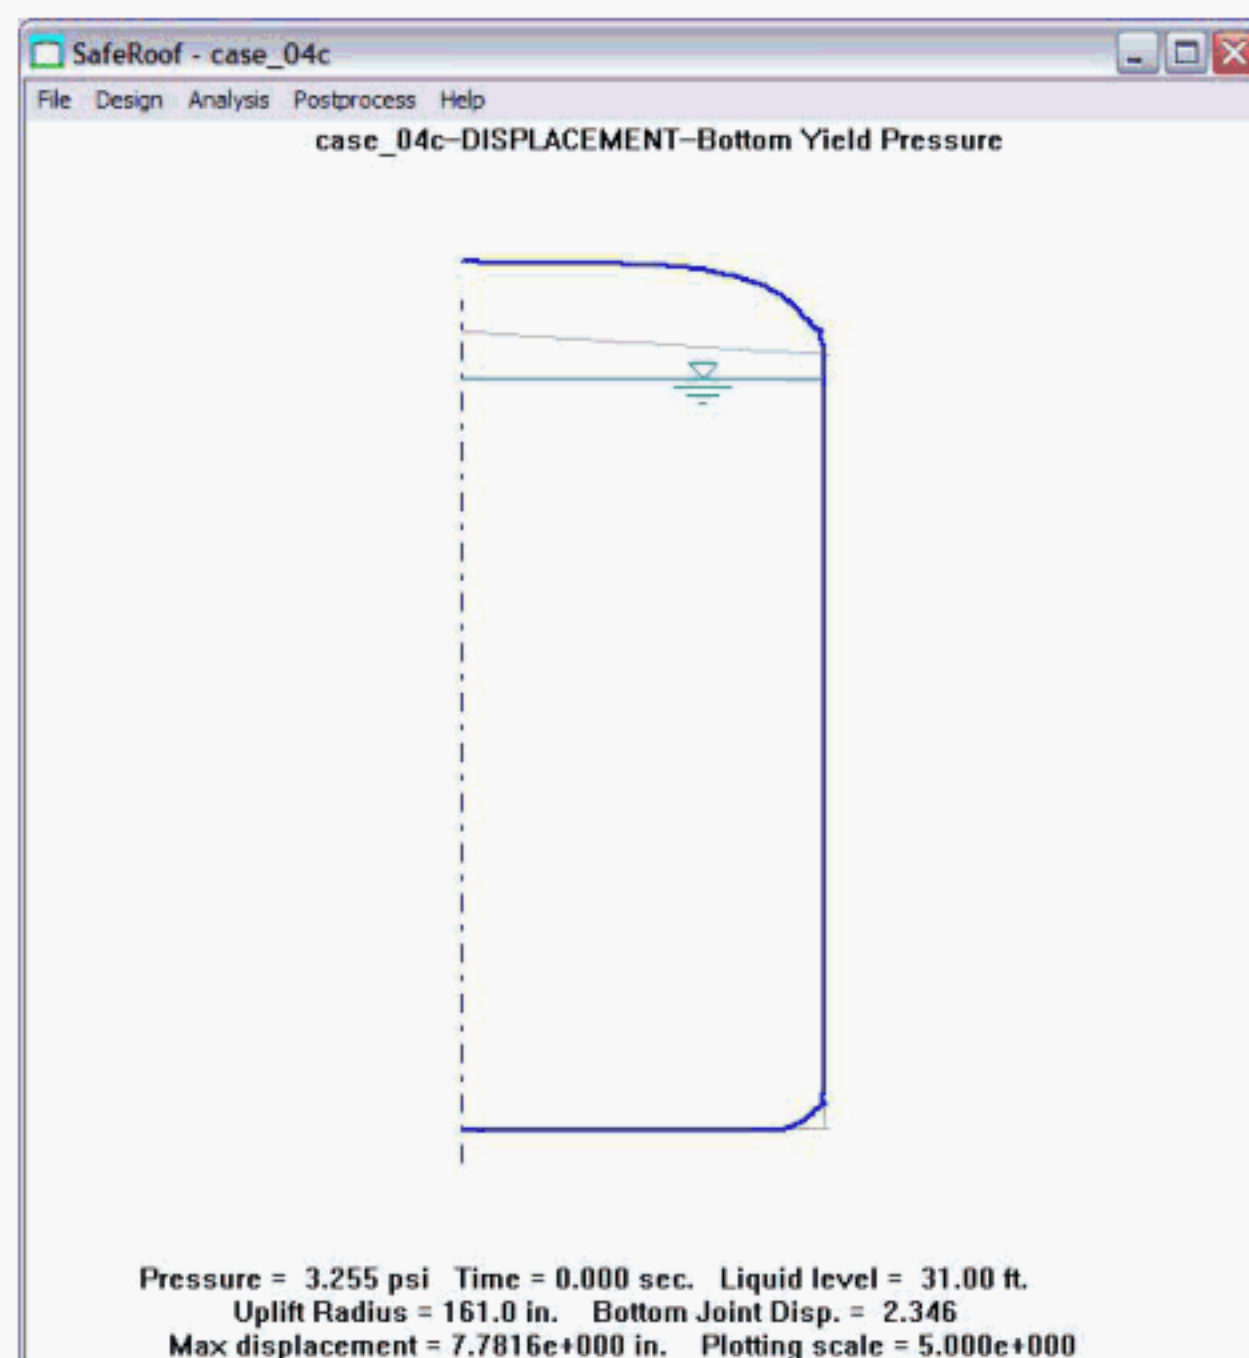 SafeRoof - case_04c
File Design Analysis Postprocess Help
case_04c-DISPLACEMENT-Bottom Yield Pressure
Pressure = 3.255 psi Time = 0.000 sec. Liquid level = 31.00 ft.
Uplift Radius = 161.0 in. Bottom Joint Disp. = 2.346
Max displacement = 7.7816e+000 in. Plotting scale = 5.000e+000